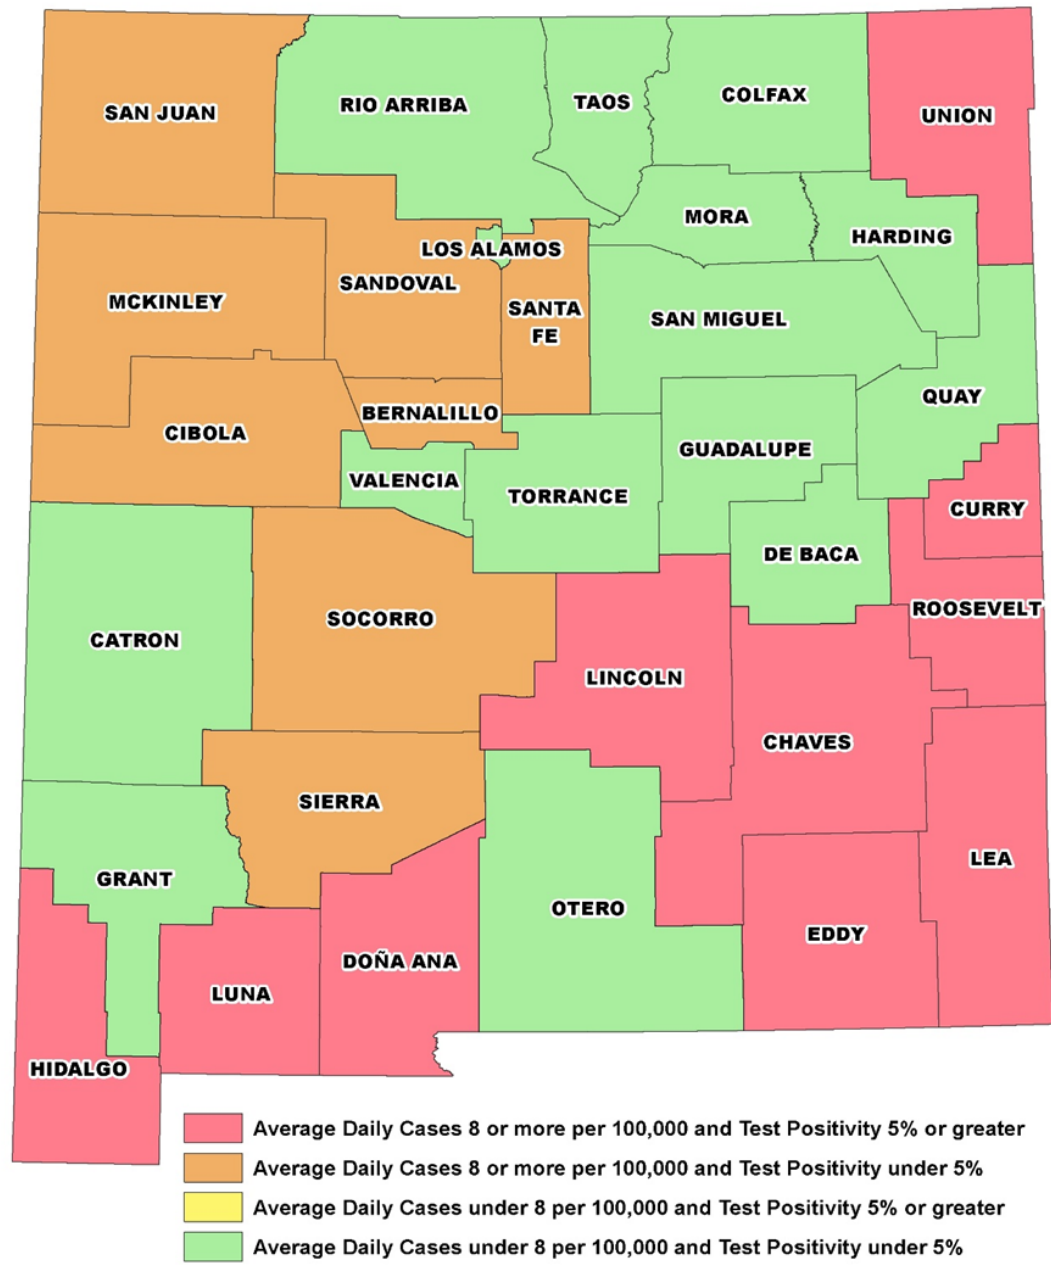 SAN JUAN
RIO ARRIBA
TAOS
COLFAX
UNION
MORA
HARDING
LOS ALAMOS
SANDOVAL
MCKINLEY
SANTA
FE
SAN MIGUEL
QUAY
BERNALILLO
CIBOLA
GUADALUPE
VALENCIA
TORRANCE
CURRY
DE BACA
ROOSEVELT
SOCORRO
CATRON
LINCOLN
CHAVES
SIERRA
LEA
GRANT
OTERO
EDDY
DOÑA ANA
LUNA
HIDALGO
Average Daily Cases 8 or more per 100,000 and Test Positivity 5% or greater
Average Daily Cases 8 or more per 100,000 and Test Positivity under 5%
Average Daily Cases under 8 per 100,000 and Test Positivity 5% or greater
Average Daily Cases under 8 per 100,000 and Test Positivity under 5%